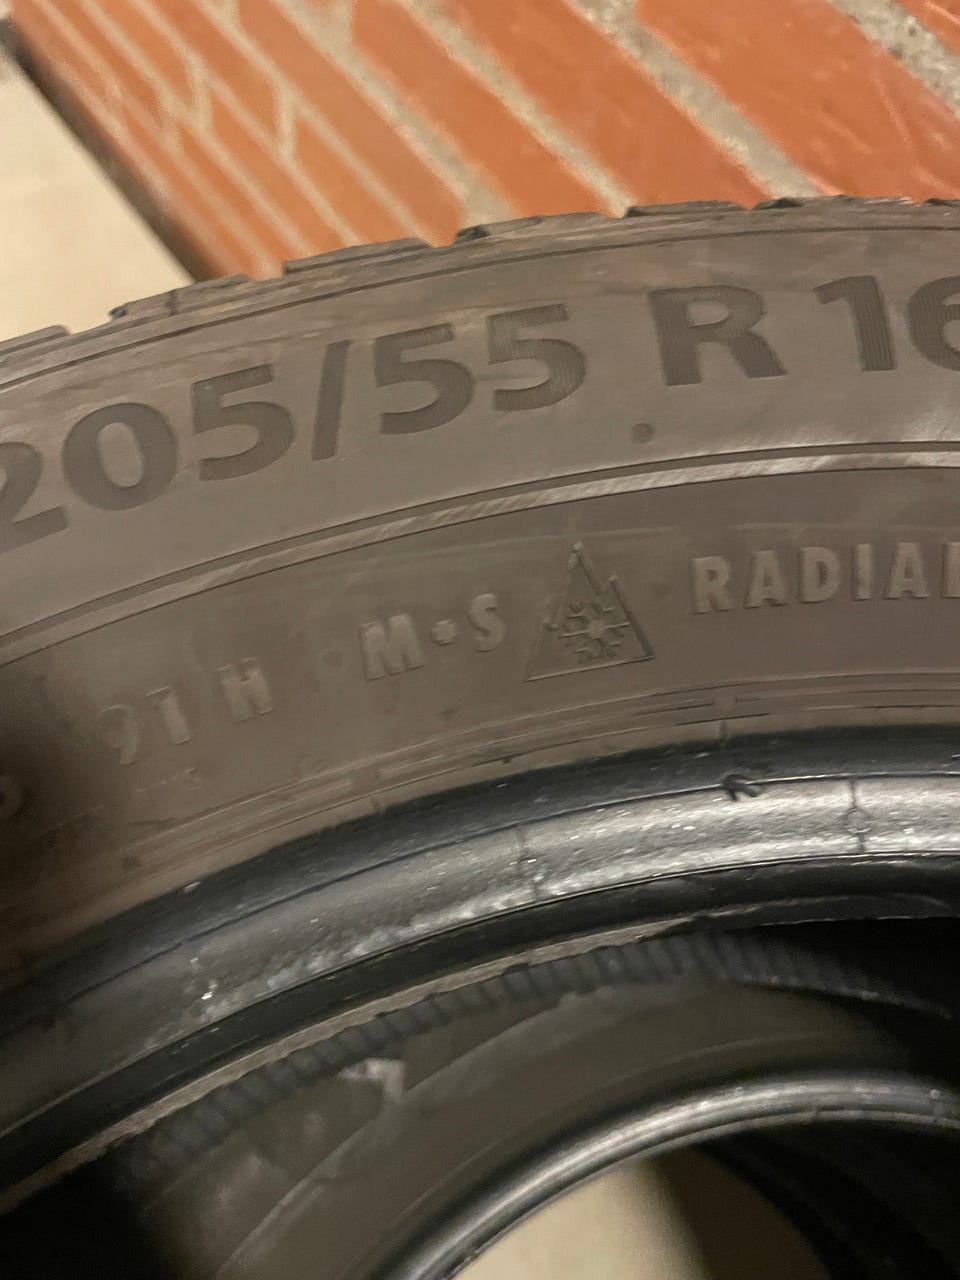 205/55 R 16
91 H M•S RADIAL